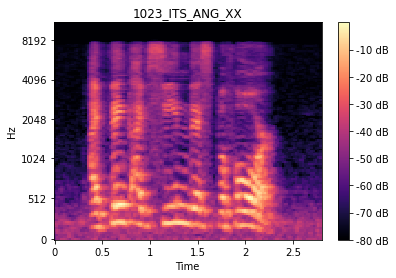 1023_ITS_ANG_XX
8192
4096
2048
1024
512
0
Hz
0 0.5 1 1.5 2 2.5
Time
-10 dB
-20 dB
-30 dB
-40 dB
-50 dB
-60 dB
-70 dB
-80 dB